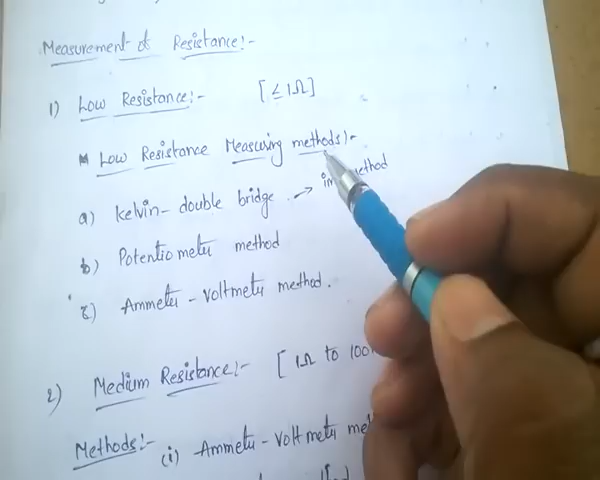 Measurement of Resistance:-
1) Low Resistance:- [≤ 1Ω]
Low Resistance Measuring methods:-
a) Kelvin-double bridge → method
b) Potentiometer method
c) Ammeter - Voltmeter method.
2) Medium Resistance:- [1Ω to 100
Methods:- (i) Ammeter - Voltmeter